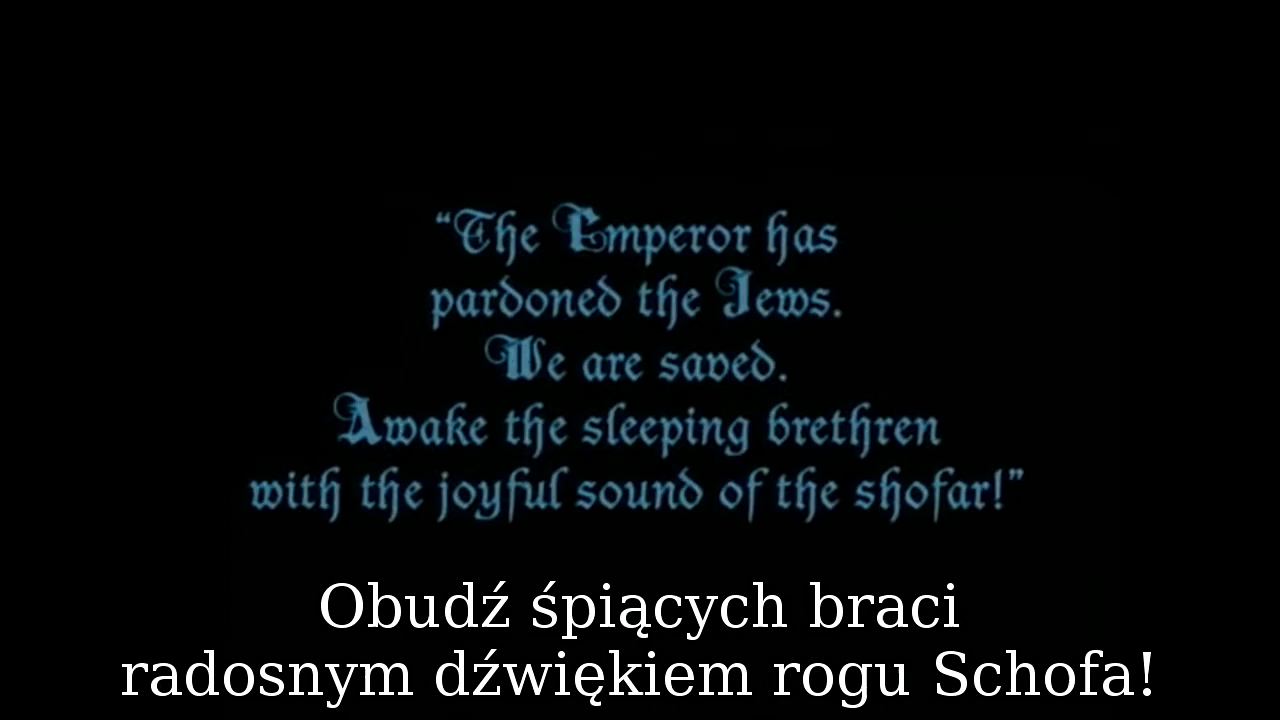 “The Emperor has
pardoned the Jews.
We are saved.
Awake the sleeping brethren
with the joyful sound of the shofar!”
Obudź śpiących braci
radosnym dźwiękiem rogu Schofa!